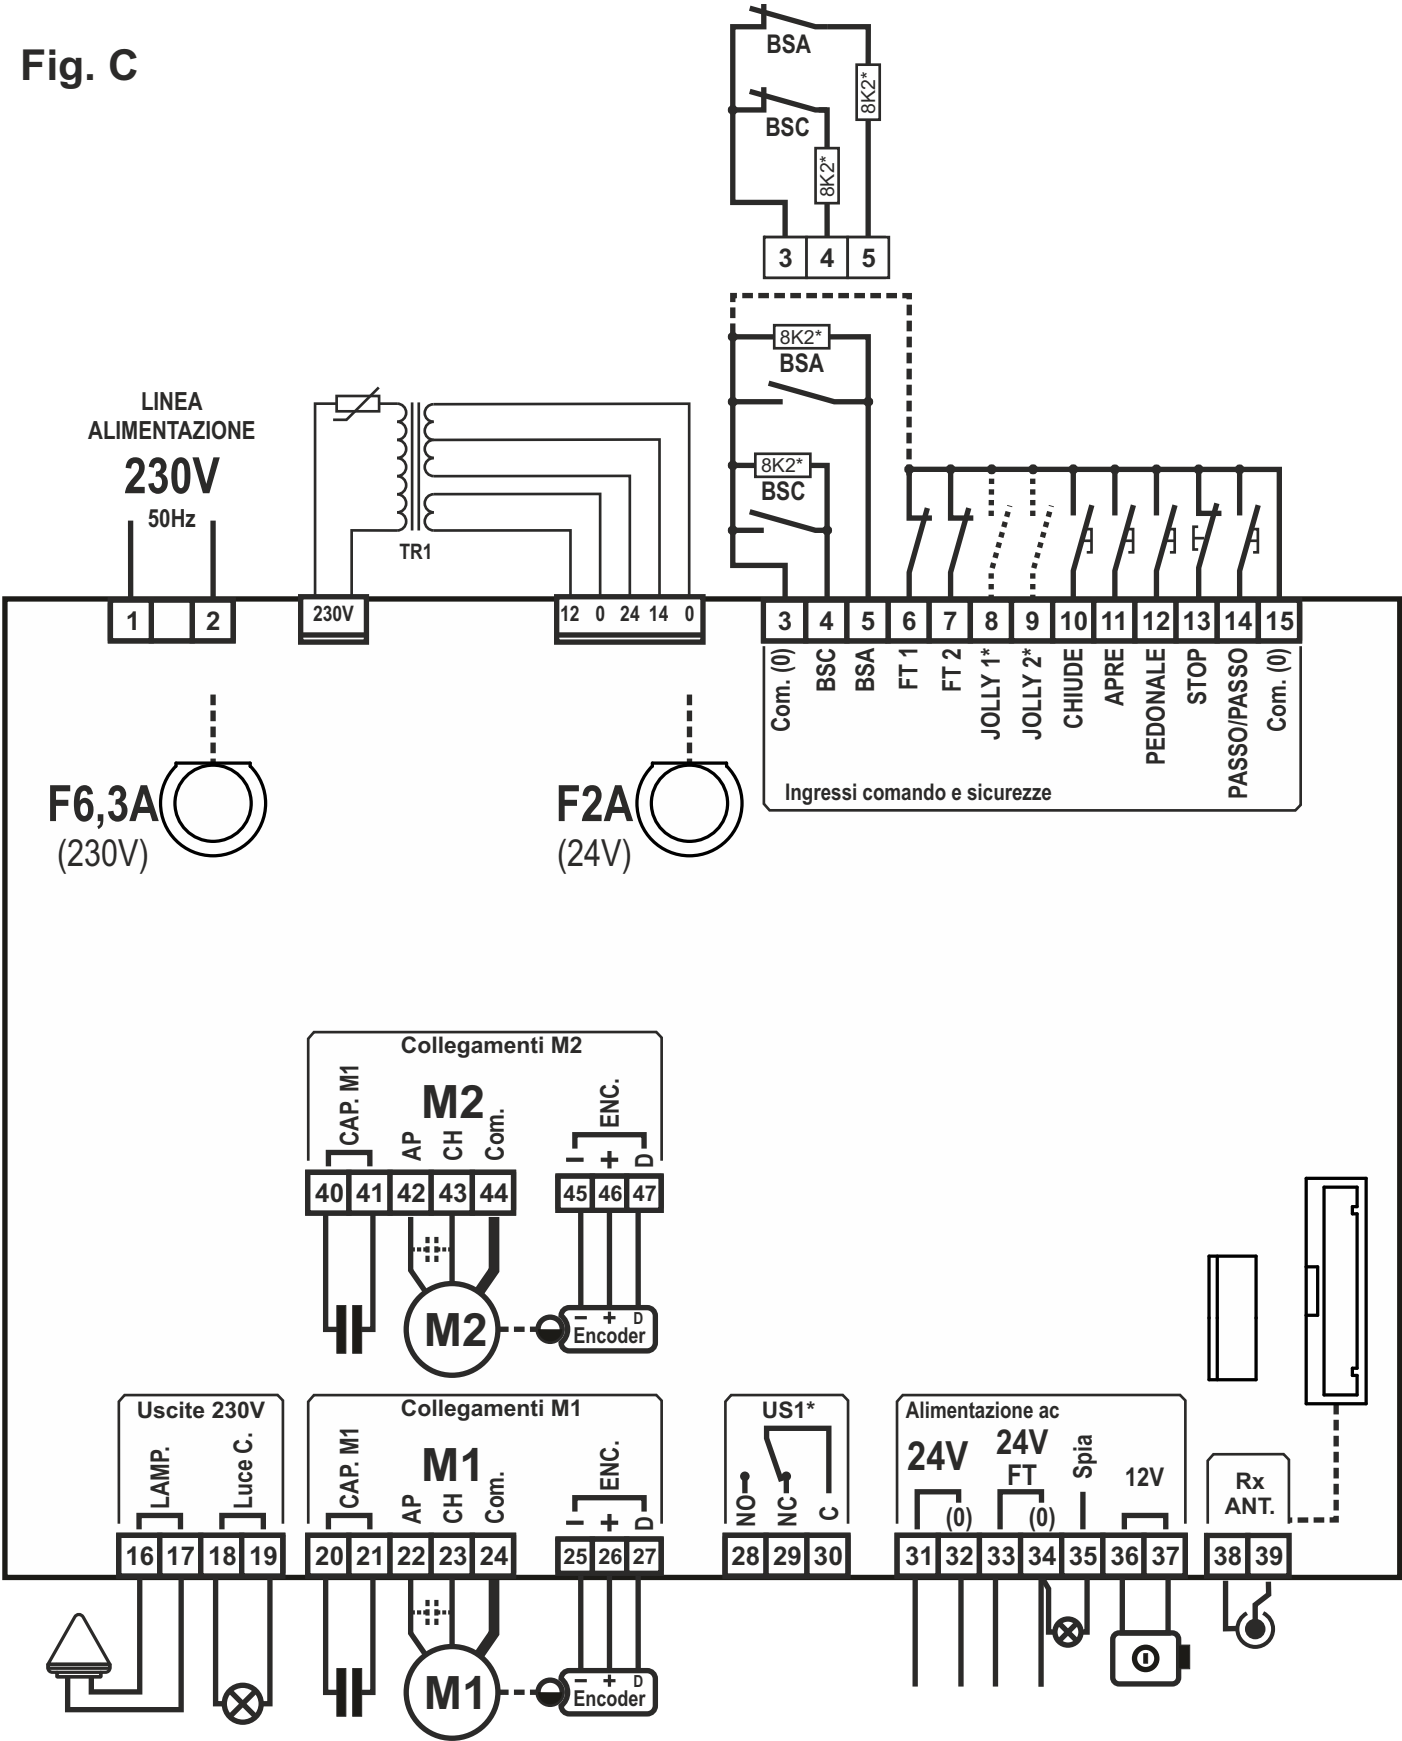 Fig. C
BSA
8K2*
BSC
8K2*
3 4 5
8K2*
BSA
8K2*
BSC
LINEA
ALIMENTAZIONE
230V
50Hz
TR1
1 2
230V
12 0 24 14 0
3 4 5 6 7 8 9 10 11 12 13 14 15
Com. (0)
BSC
BSA
FT 1
FT 2
JOLLY 1*
JOLLY 2*
CHIUDE
APRE
PEDONALE
STOP
PASSO/PASSO
Com. (0)
Ingressi comando e sicurezze
F6,3A
(230V)
F2A
(24V)
Collegamenti M2
CAP. M1
M2
AP
CH
Com.
ENC.
− + D
40 41 42 43 44
45 46 47
M2
− + D
Encoder
Uscite 230V
LAMP.
Luce C.
16 17 18 19
Collegamenti M1
CAP. M1
M1
AP
CH
Com.
ENC.
− + D
20 21 22 23 24
25 26 27
M1
− + D
Encoder
US1*
NO
NC
C
28 29 30
Alimentazione ac
24V
(0)
24V
FT
(0)
Spia
12V
31 32 33 34 35 36 37
Rx
ANT.
38 39